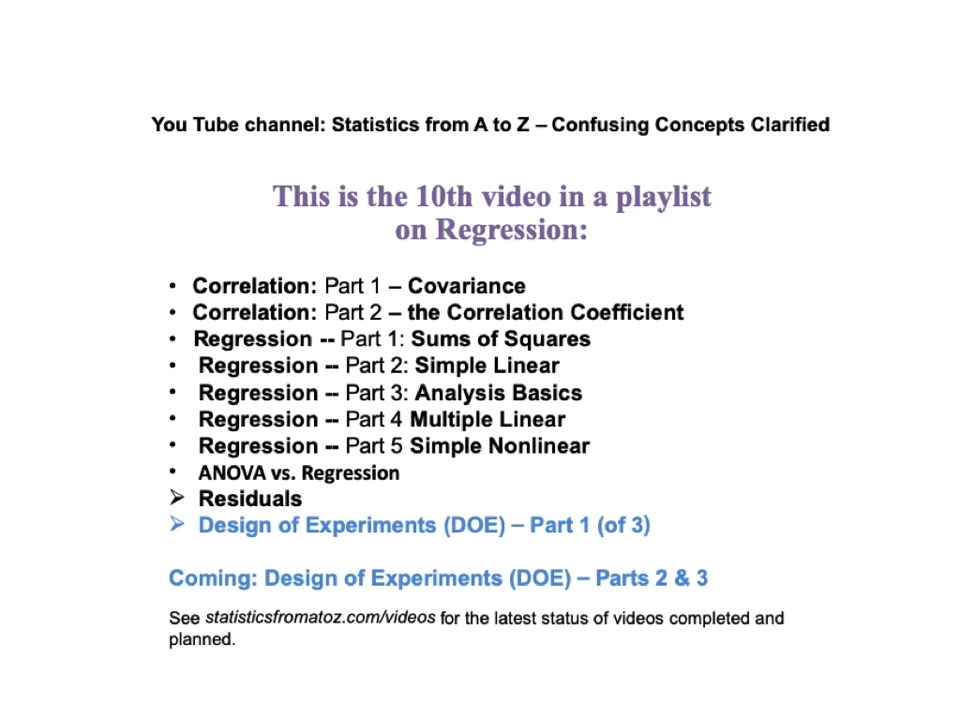 You Tube channel: Statistics from A to Z – Confusing Concepts Clarified
This is the 10th video in a playlist
on Regression:
• Correlation: Part 1 – Covariance
• Correlation: Part 2 – the Correlation Coefficient
• Regression -- Part 1: Sums of Squares
• Regression -- Part 2: Simple Linear
• Regression -- Part 3: Analysis Basics
• Regression -- Part 4 Multiple Linear
• Regression -- Part 5 Simple Nonlinear
• ANOVA vs. Regression
➢ Residuals
➢ Design of Experiments (DOE) – Part 1 (of 3)
Coming: Design of Experiments (DOE) – Parts 2 & 3
See statisticsfromatoz.com/videos for the latest status of videos completed and
planned.